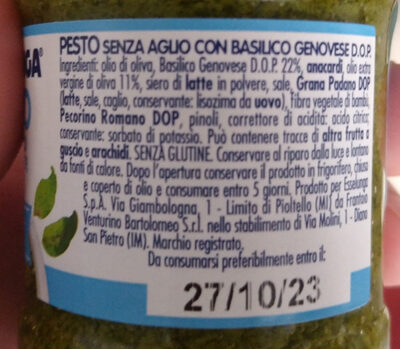 PESTO SENZA AGLIO CON BASILICO GENOVESE D.O.P.
Ingredienti: olio di oliva, Basilico Genovese D.O.P. 22%, anacardi, olio extra
vergine di oliva 11%, siero di latte in polvere, sale, Grana Padano DOP
(latte, sale, caglio, conservante: lisozima da uovo), fibra vegetale di bambù,
Pecorino Romano DOP, pinoli, correttore di acidità: acido citrico;
conservante: sorbato di potassio. Può contenere tracce di altra frutta a
guscio e arachidi. SENZA GLUTINE. Conservare al riparo dalla luce e lontano
da fonti di calore. Dopo l'apertura conservare il prodotto in frigorifero, chiuso
e coperto di olio e consumare entro 5 giorni. Prodotto per Esselunga
S.p.A. Via Giambologna, 1 - Limito di Pioltello (MI) da Frantoio
Venturino Bartolomeo S.r.l. nello stabilimento di Via Molini, 1 - Diano
San Pietro (IM). Marchio registrato.
Da consumarsi preferibilmente entro il:
27/10/23